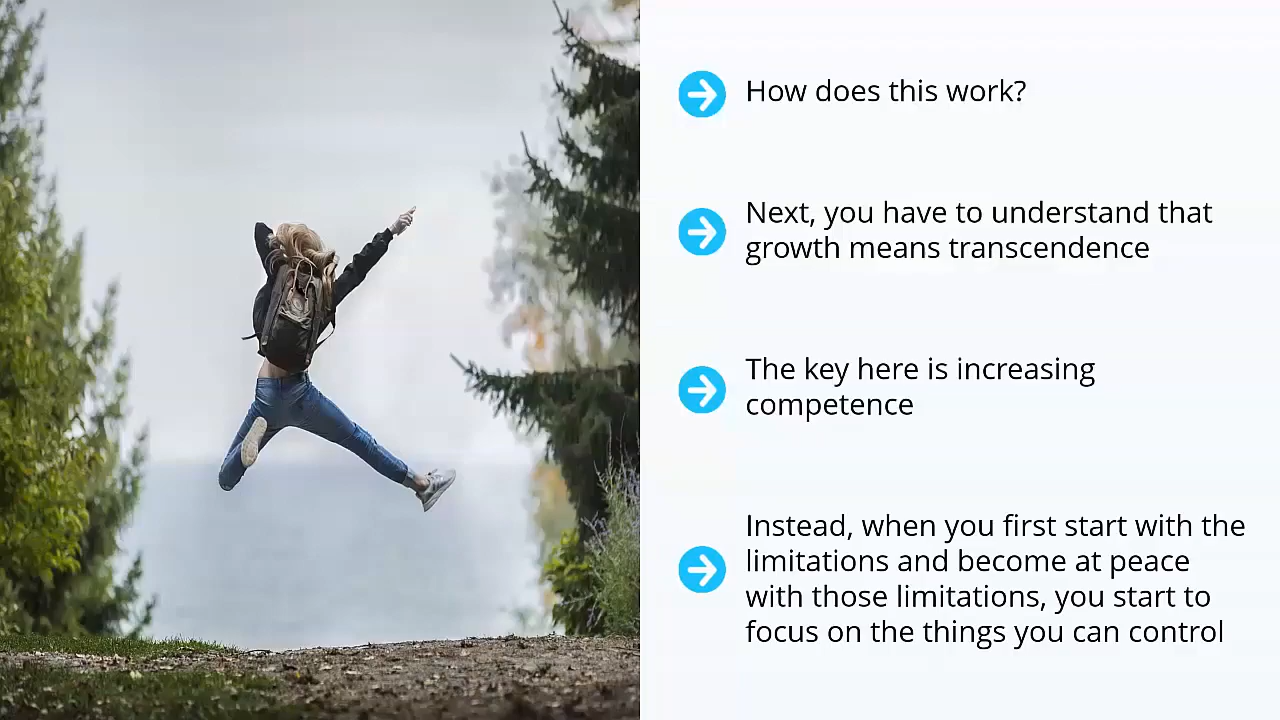 How does this work?
Next, you have to understand that
growth means transcendence
The key here is increasing
competence
Instead, when you first start with the
limitations and become at peace
with those limitations, you start to
focus on the things you can control